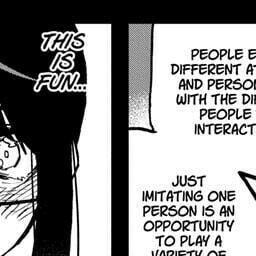 THIS
IS
FUN...
PEOPLE E
DIFFERENT AT
AND PERSON
WITH THE DI
PEOPLE
INTERACT
JUST
IMITATING ONE
PERSON IS AN
OPPORTUNITY
TO PLAY A
VARIETY OF